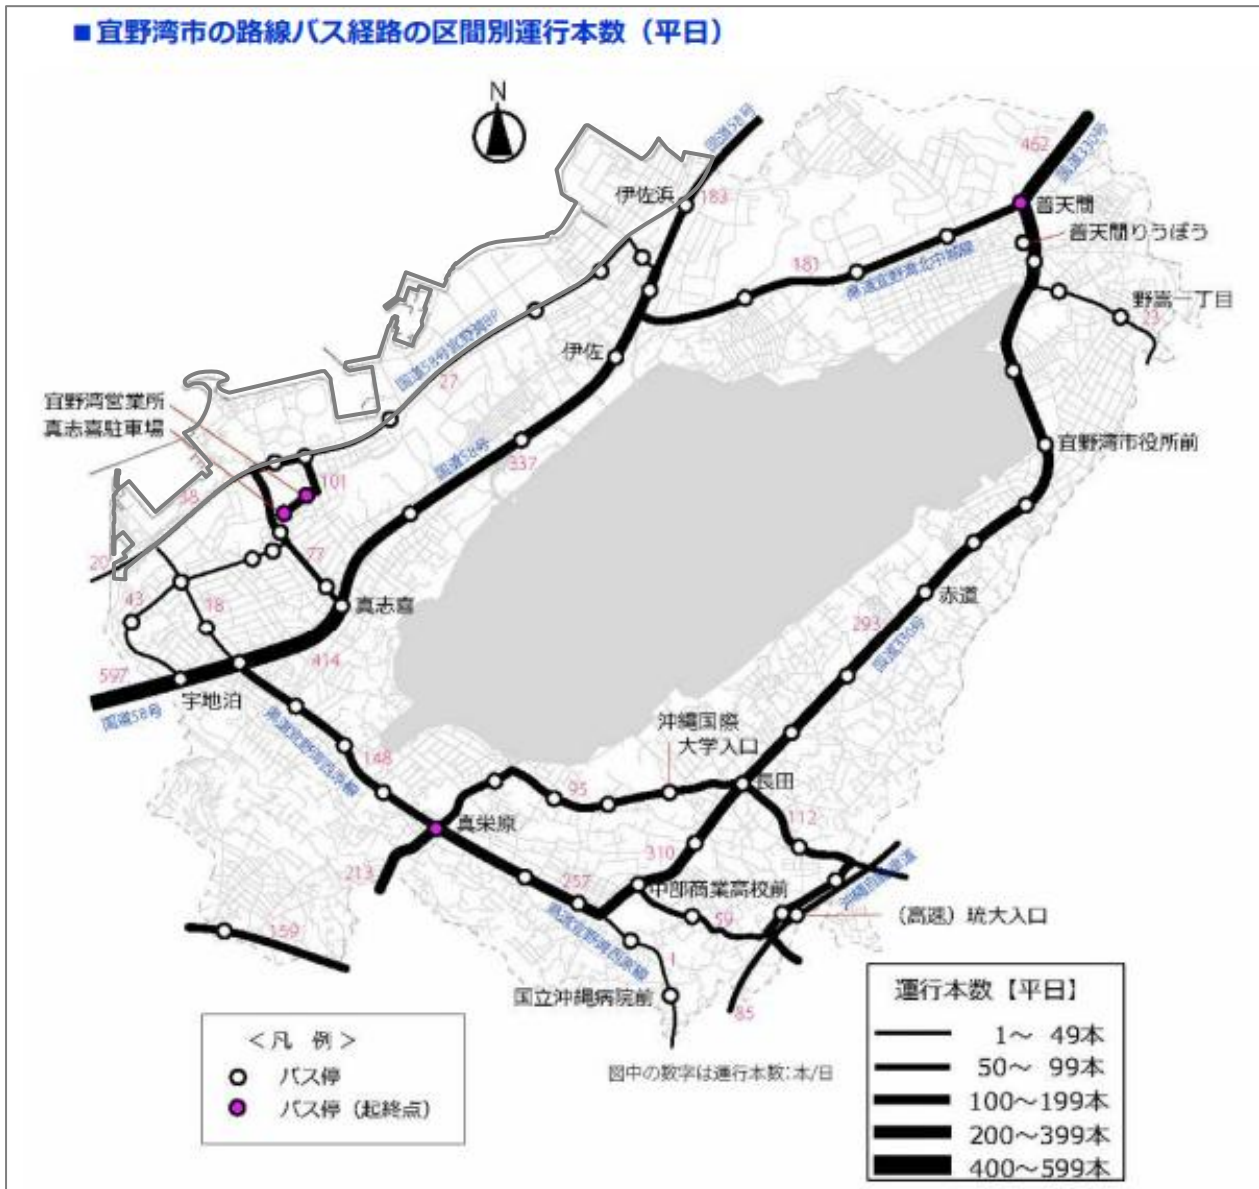 ■宜野湾市の路線バス経路の区間別運行本数（平日）
N
国道58号
462
国道330号
伊佐浜
183
普天間
普天間りうぼう
181
県道宜野湾北中城線
野嵩一丁目
23
国道58号宜野湾BP
27
伊佐
宜野湾営業所
真志喜駐車場
国道58号
337
宜野湾市役所前
101
38
20
77
43
18
真志喜
赤道
293
国道330号
597
414
宇地泊
国道58号
沖縄国際
大学入口
県道宜野湾西原線
148
95
長田
112
真栄原
310
213
257
中部商業高校前
沖縄自動車道
59
（高速）琉大入口
159
県道宜野湾西原線
1
国立沖縄病院前
85
＜凡 例＞
バス停
バス停（起終点）
図中の数字は運行本数：本/日
運行本数【平日】
1～ 49本
50～ 99本
100～199本
200～399本
400～599本